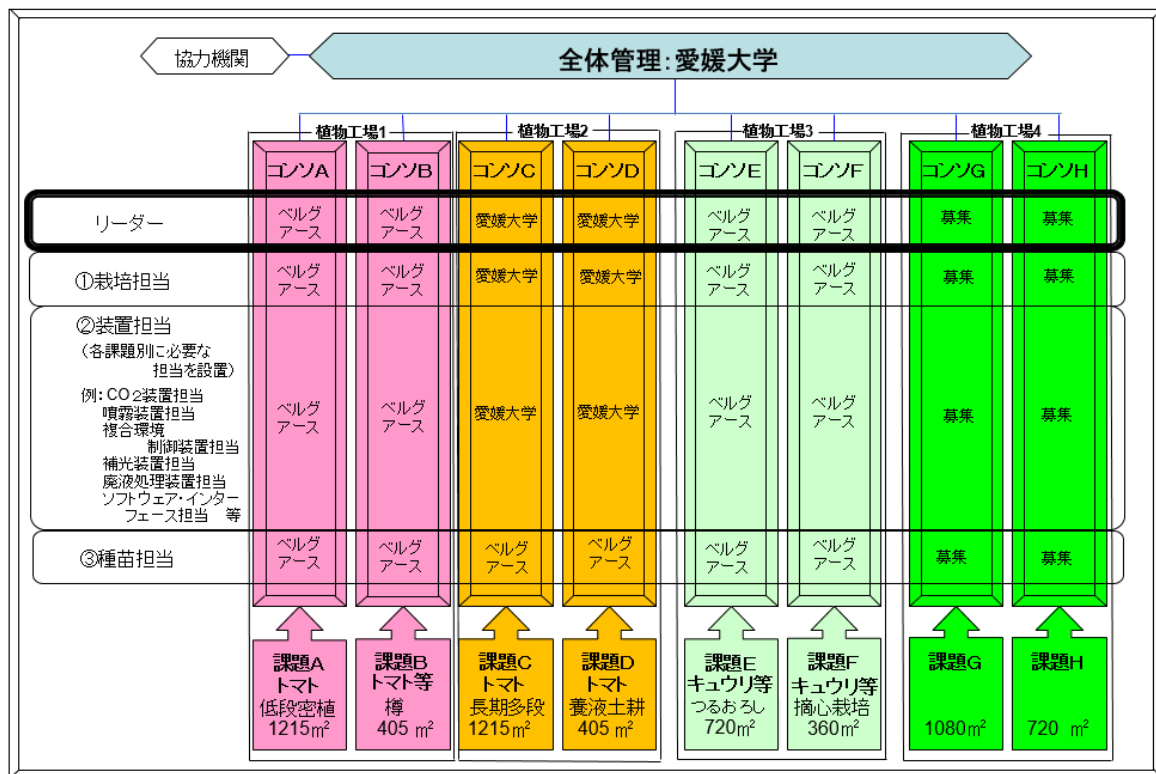 協力機関
全体管理：愛媛大学
植物工場1
植物工場2
植物工場3
植物工場4
コンソA
コンソB
コンソC
コンソD
コンソE
コンソF
コンソG
コンソH
リーダー
ベルグ
アース
ベルグ
アース
愛媛大学
愛媛大学
ベルグ
アース
ベルグ
アース
募集
募集
①栽培担当
ベルグ
アース
ベルグ
アース
愛媛大学
愛媛大学
ベルグ
アース
ベルグ
アース
募集
募集
②装置担当
（各課題別に必要な
担当を設置）
例：CO2装置担当
噴霧装置担当
複合環境
制御装置担当
補光装置担当
廃液処理装置担当
ソフトウェア・インター
フェース担当　等
ベルグ
アース
ベルグ
アース
愛媛大学
愛媛大学
ベルグ
アース
ベルグ
アース
募集
募集
③種苗担当
ベルグ
アース
ベルグ
アース
ベルグ
アース
ベルグ
アース
ベルグ
アース
ベルグ
アース
募集
募集
課題A
トマト
低段密植
1215㎡
課題B
トマト等
樽
405 ㎡
課題C
トマト
長期多段
1215㎡
課題D
トマト
養液土耕
405 ㎡
課題E
キュウリ等
つるおろし
720㎡
課題F
キュウリ等
摘心栽培
360㎡
課題G
1080㎡
課題H
720 ㎡